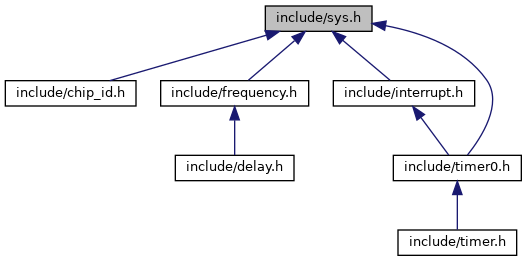 include/sys.h
include/chip_id.h
include/frequency.h
include/interrupt.h
include/delay.h
include/timer0.h
include/timer.h